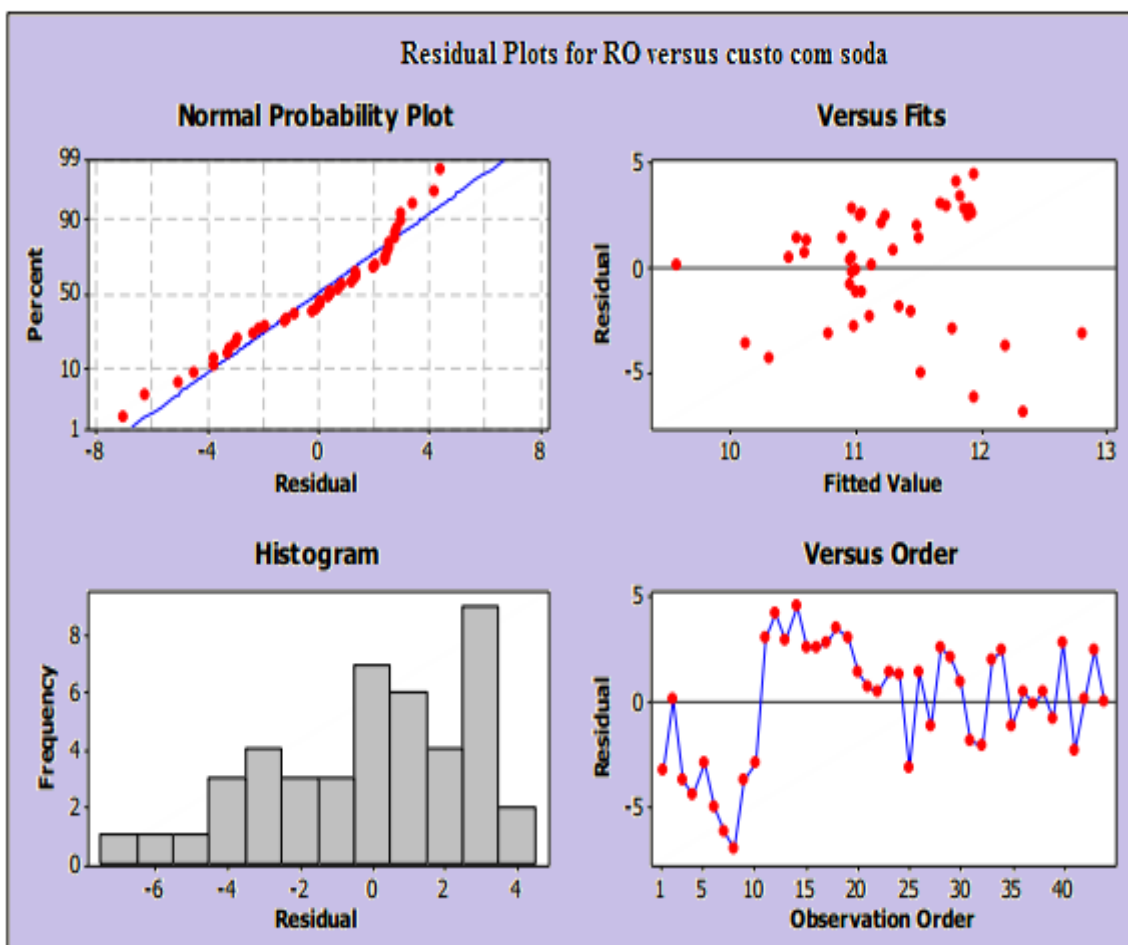 Residual Plots for RO versus custo com soda
Normal Probability Plot
99
90
50
10
1
Percent
-8 -4 0 4 8
Residual
Versus Fits
5
0
-5
Residual
10 11 12 13
Fitted Value
Histogram
8
6
4
2
0
Frequency
-6 -4 -2 0 2 4
Residual
Versus Order
5
0
-5
Residual
1 5 10 15 20 25 30 35 40
Observation Order